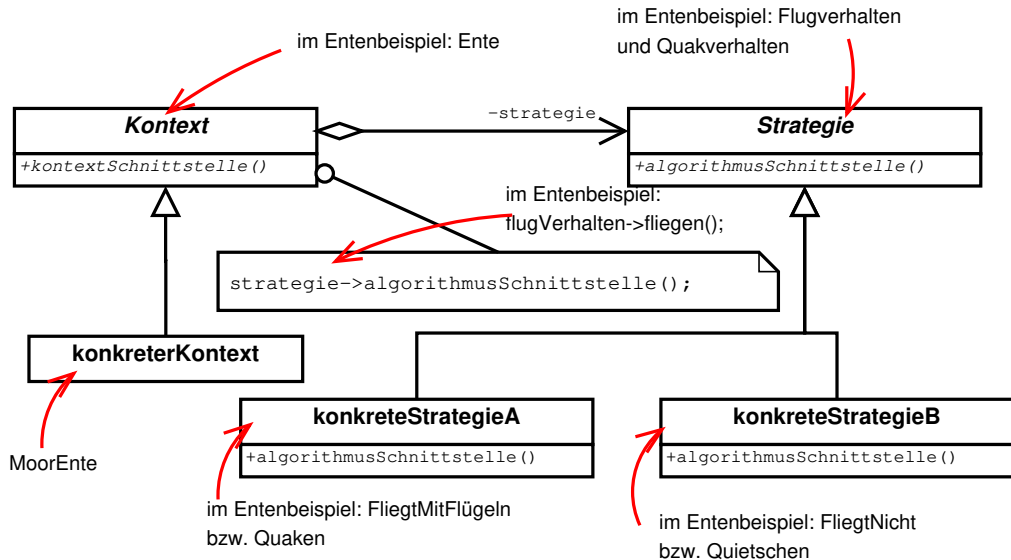 im Entenbeispiel: Ente
im Entenbeispiel: Flugverhalten
und Quakverhalten
Kontext
+kontextSchnittstelle()
-strategie
Strategie
+algorithmusSchnittstelle()
im Entenbeispiel:
flugVerhalten->fliegen();
strategie->algorithmusSchnittstelle();
konkreterKontext
MoorEnte
konkreteStrategieA
+algorithmusSchnittstelle()
konkreteStrategieB
+algorithmusSchnittstelle()
im Entenbeispiel: FliegtMitFlügeln
bzw. Quaken
im Entenbeispiel: FliegtNicht
bzw. Quietschen